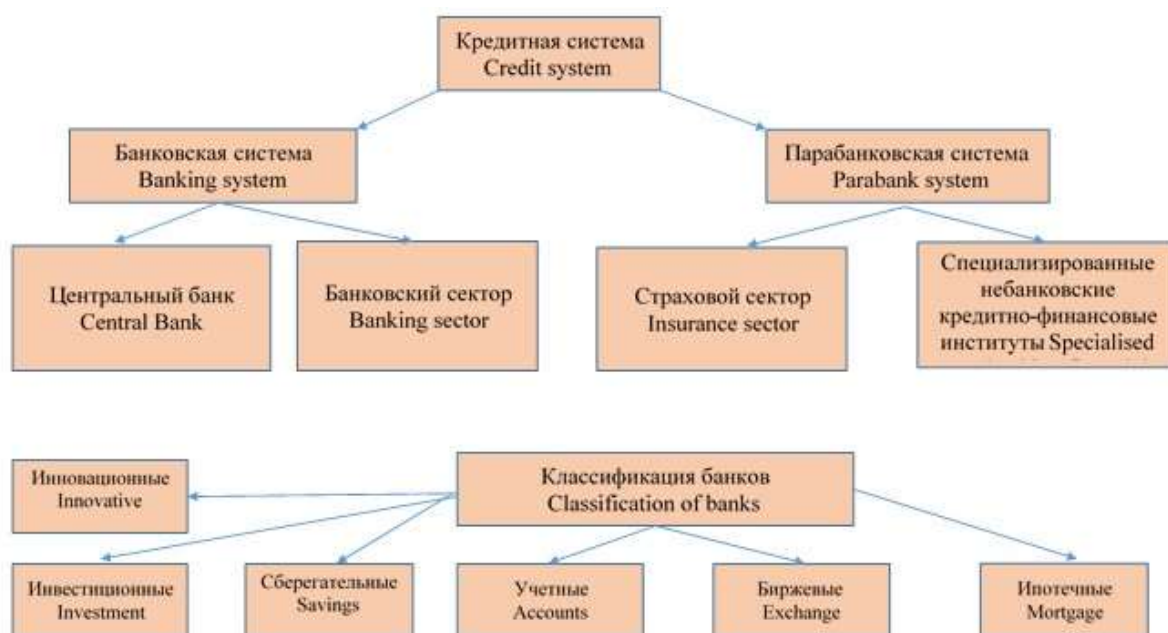 Кредитная система
Credit system
Банковская система
Banking system
Парабанковская система
Parabank system
Центральный банк
Central Bank
Банковский сектор
Banking sector
Страховой сектор
Insurance sector
Специализированные
небанковские
кредитно-финансовые
институты Specialised
Инновационные
Innovative
Классификация банков
Classification of banks
Инвестиционные
Investment
Сберегательные
Savings
Учетные
Accounts
Биржевые
Exchange
Ипотечные
Mortgage